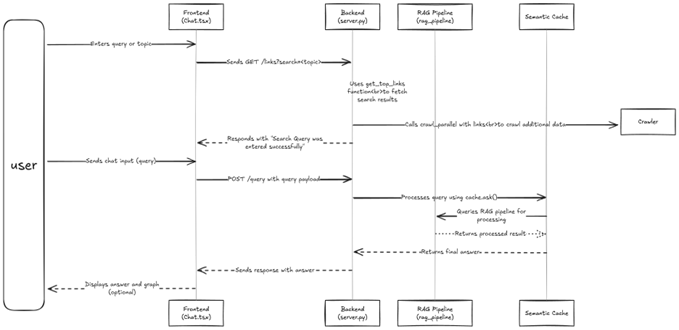 Frontend
(Chat.tsx)
Backend
(server.py)
RAG Pipeline
(rag_pipeline)
Semantic Cache
Enters query or topic
Sends GET /links?search=<topic>
Uses get_top_links
function<br>to fetch
search results
Calls crawl_parallel with links<br>to crawl additional data
Crawler
Responds with "Search Query was
entered successfully"
user
Sends chat input (query)
POST /query with query payload
Processes query using cache.ask()
Queries RAG pipeline for
processing
Returns processed result
Returns final answer
Sends response with answer
Displays answer and graph
(optional)
Frontend
(Chat.tsx)
Backend
(server.py)
RAG Pipeline
(rag_pipeline)
Semantic Cache